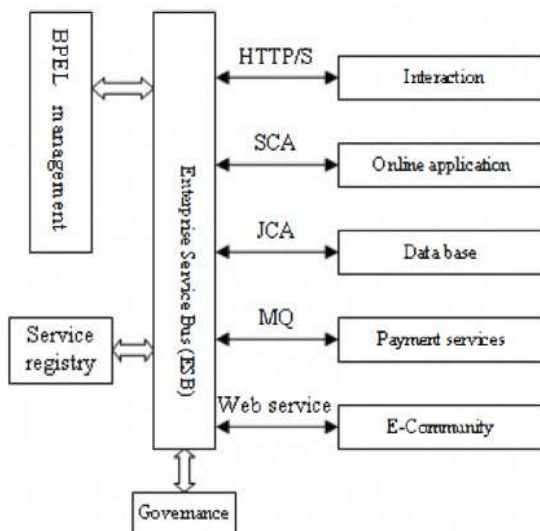 BPEL management
HTTP/S
Interaction
SCA
Online application
Enterprise Service Bus (ESB)
JCA
Data base
Service
registry
MQ
Payment services
Web service
E-Community
Governance